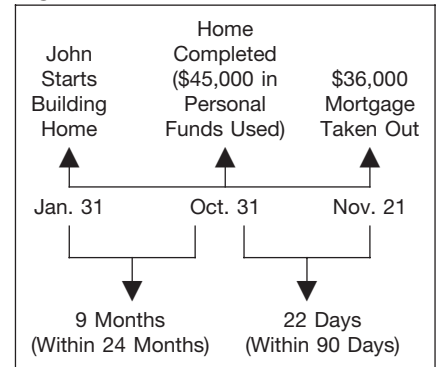 John
Starts
Building
Home
Home
Completed
($45,000 in
Personal
Funds Used)
$36,000
Mortgage
Taken Out
Jan. 31
Oct. 31
Nov. 21
9 Months
(Within 24 Months)
22 Days
(Within 90 Days)